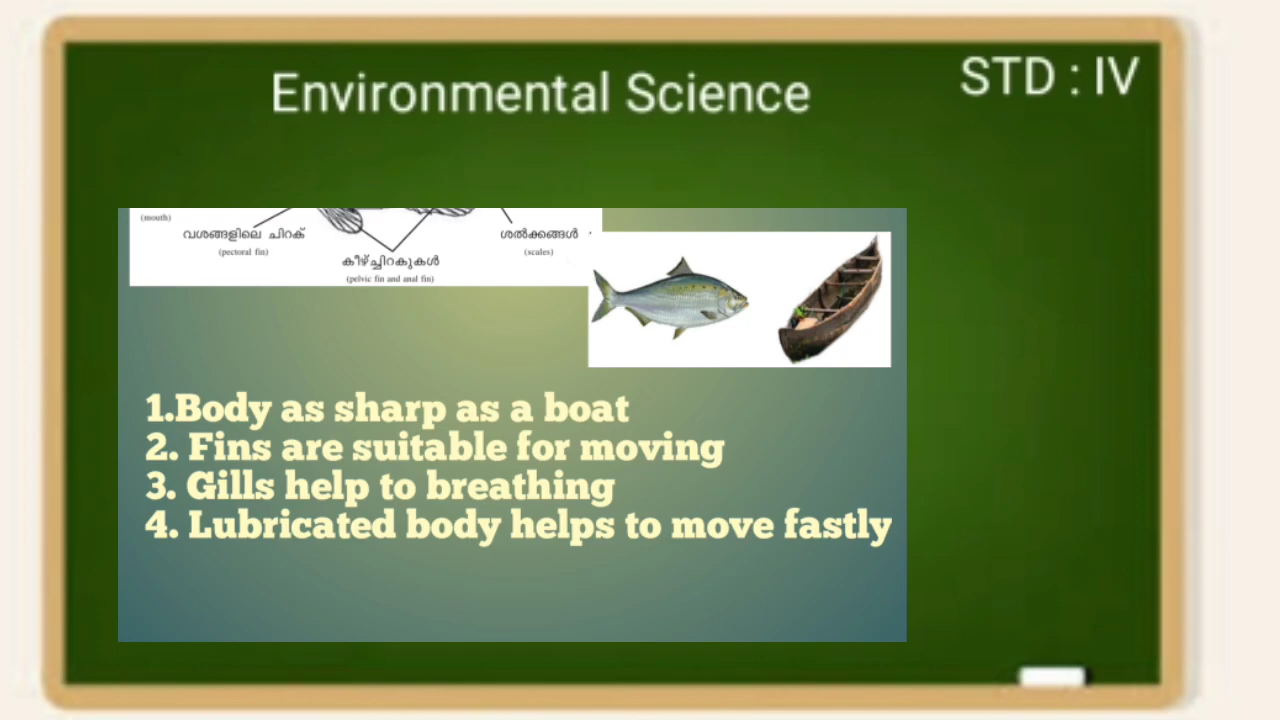 Environmental Science
STD : IV
(mouth)
വശങ്ങളിലെ ചിറക്
(pectoral fin)
ശൽക്കങ്ങൾ
(scales)
കീഴ്ച്ചിറകുകൾ
(pelvic fin and anal fin)
1.Body as sharp as a boat
2. Fins are suitable for moving
3. Gills help to breathing
4. Lubricated body helps to move fastly